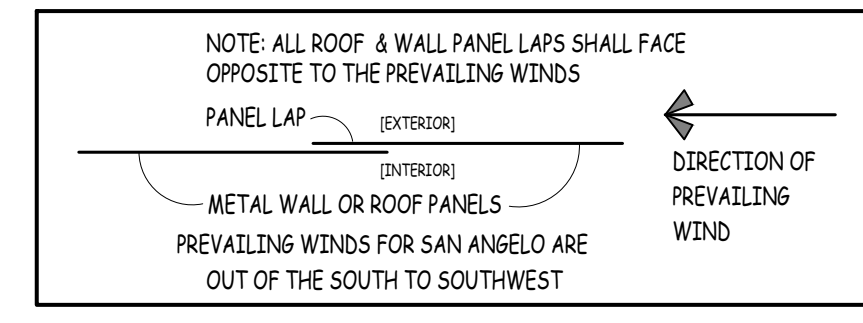 NOTE: ALL ROOF & WALL PANEL LAPS SHALL FACE
OPPOSITE TO THE PREVAILING WINDS
PANEL LAP
[EXTERIOR]
[INTERIOR]
METAL WALL OR ROOF PANELS
PREVAILING WINDS FOR SAN ANGELO ARE
OUT OF THE SOUTH TO SOUTHWEST
DIRECTION OF
PREVAILING
WIND